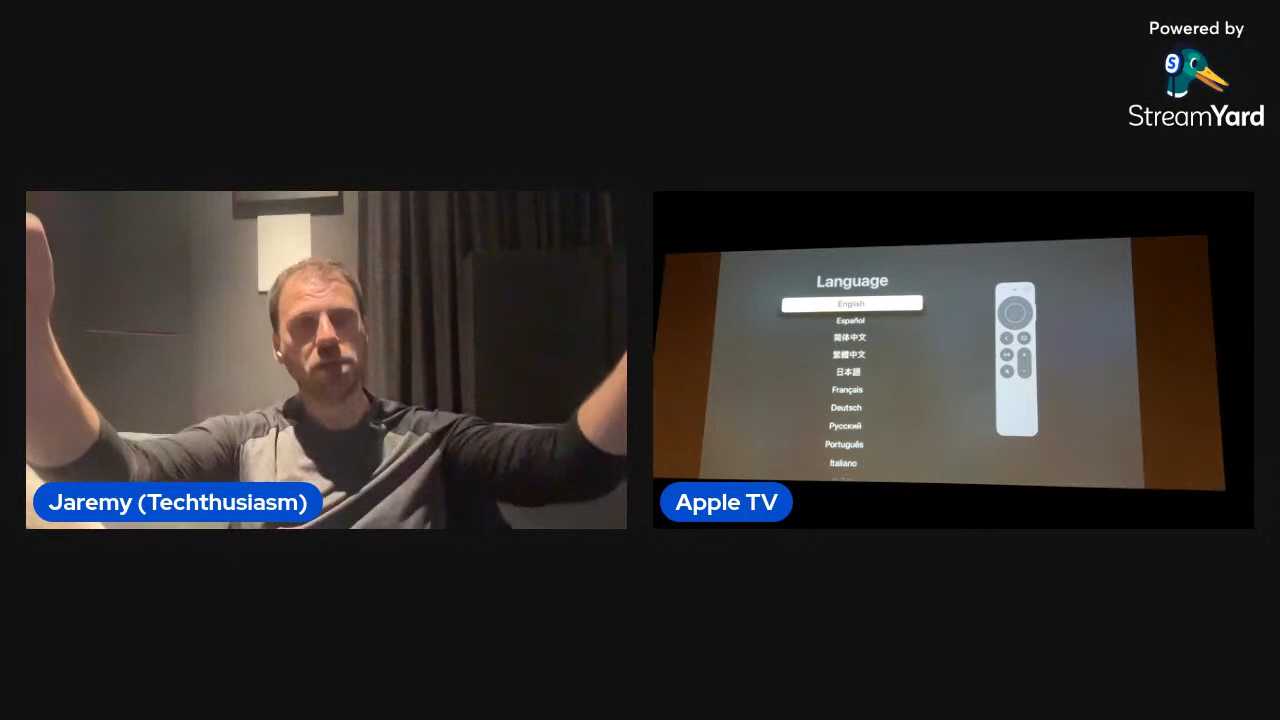 Powered by
S
StreamYard
Language
English
Español
简体中文
繁體中文
日本語
Français
Deutsch
Русский
Português
Italiano
Jaremy (Techthusiasm)
Apple TV